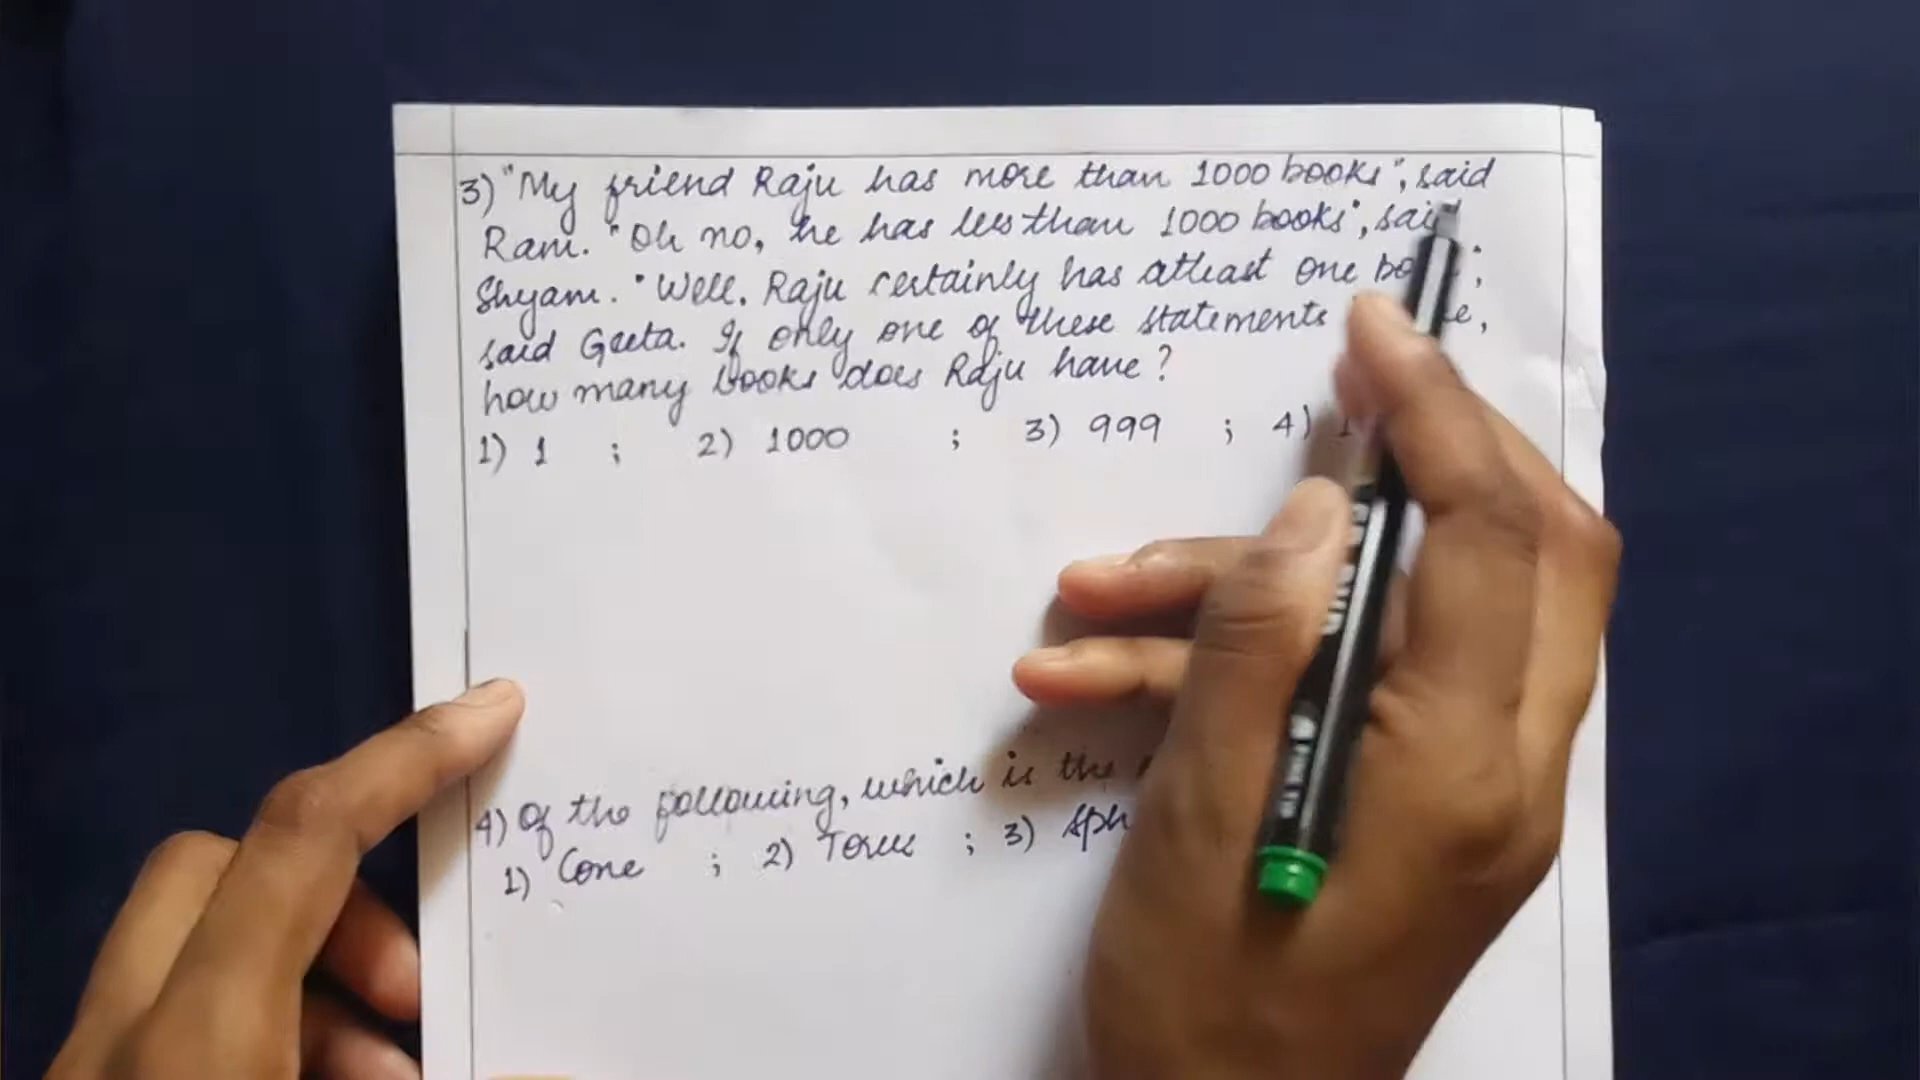 3) "My friend Raju has more than 1000 books", said
Ram. "Oh no, he has less than 1000 books", said
Shyam. "Well. Raju certainly has atleast one
said Geeta. If only one of these statements
how many books does Raju have?
1) 1 ; 2) 1000 ; 3) 999 ; 4)
4) Of the following, which is the
1) Cone ; 2) Torus ; 3)